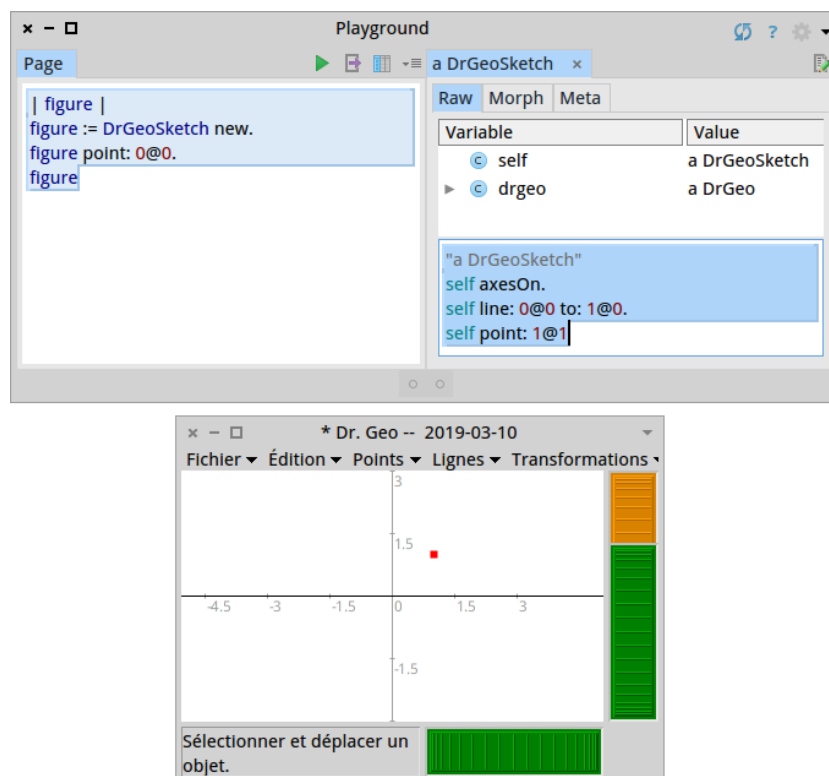 Playground
?
Page
a DrGeoSketch ×
| figure |
figure := DrGeoSketch new.
figure point: 0@0.
figure
Raw Morph Meta
Variable Value
self a DrGeoSketch
drgeo a DrGeo
"a DrGeoSketch"
self axesOn.
self line: 0@0 to: 1@0.
self point: 1@1
* Dr. Geo -- 2019-03-10
Fichier Édition Points Lignes Transformations
3
1.5
-4.5 -3 -1.5 0 1.5 3
-1.5
Sélectionner et déplacer un
objet.